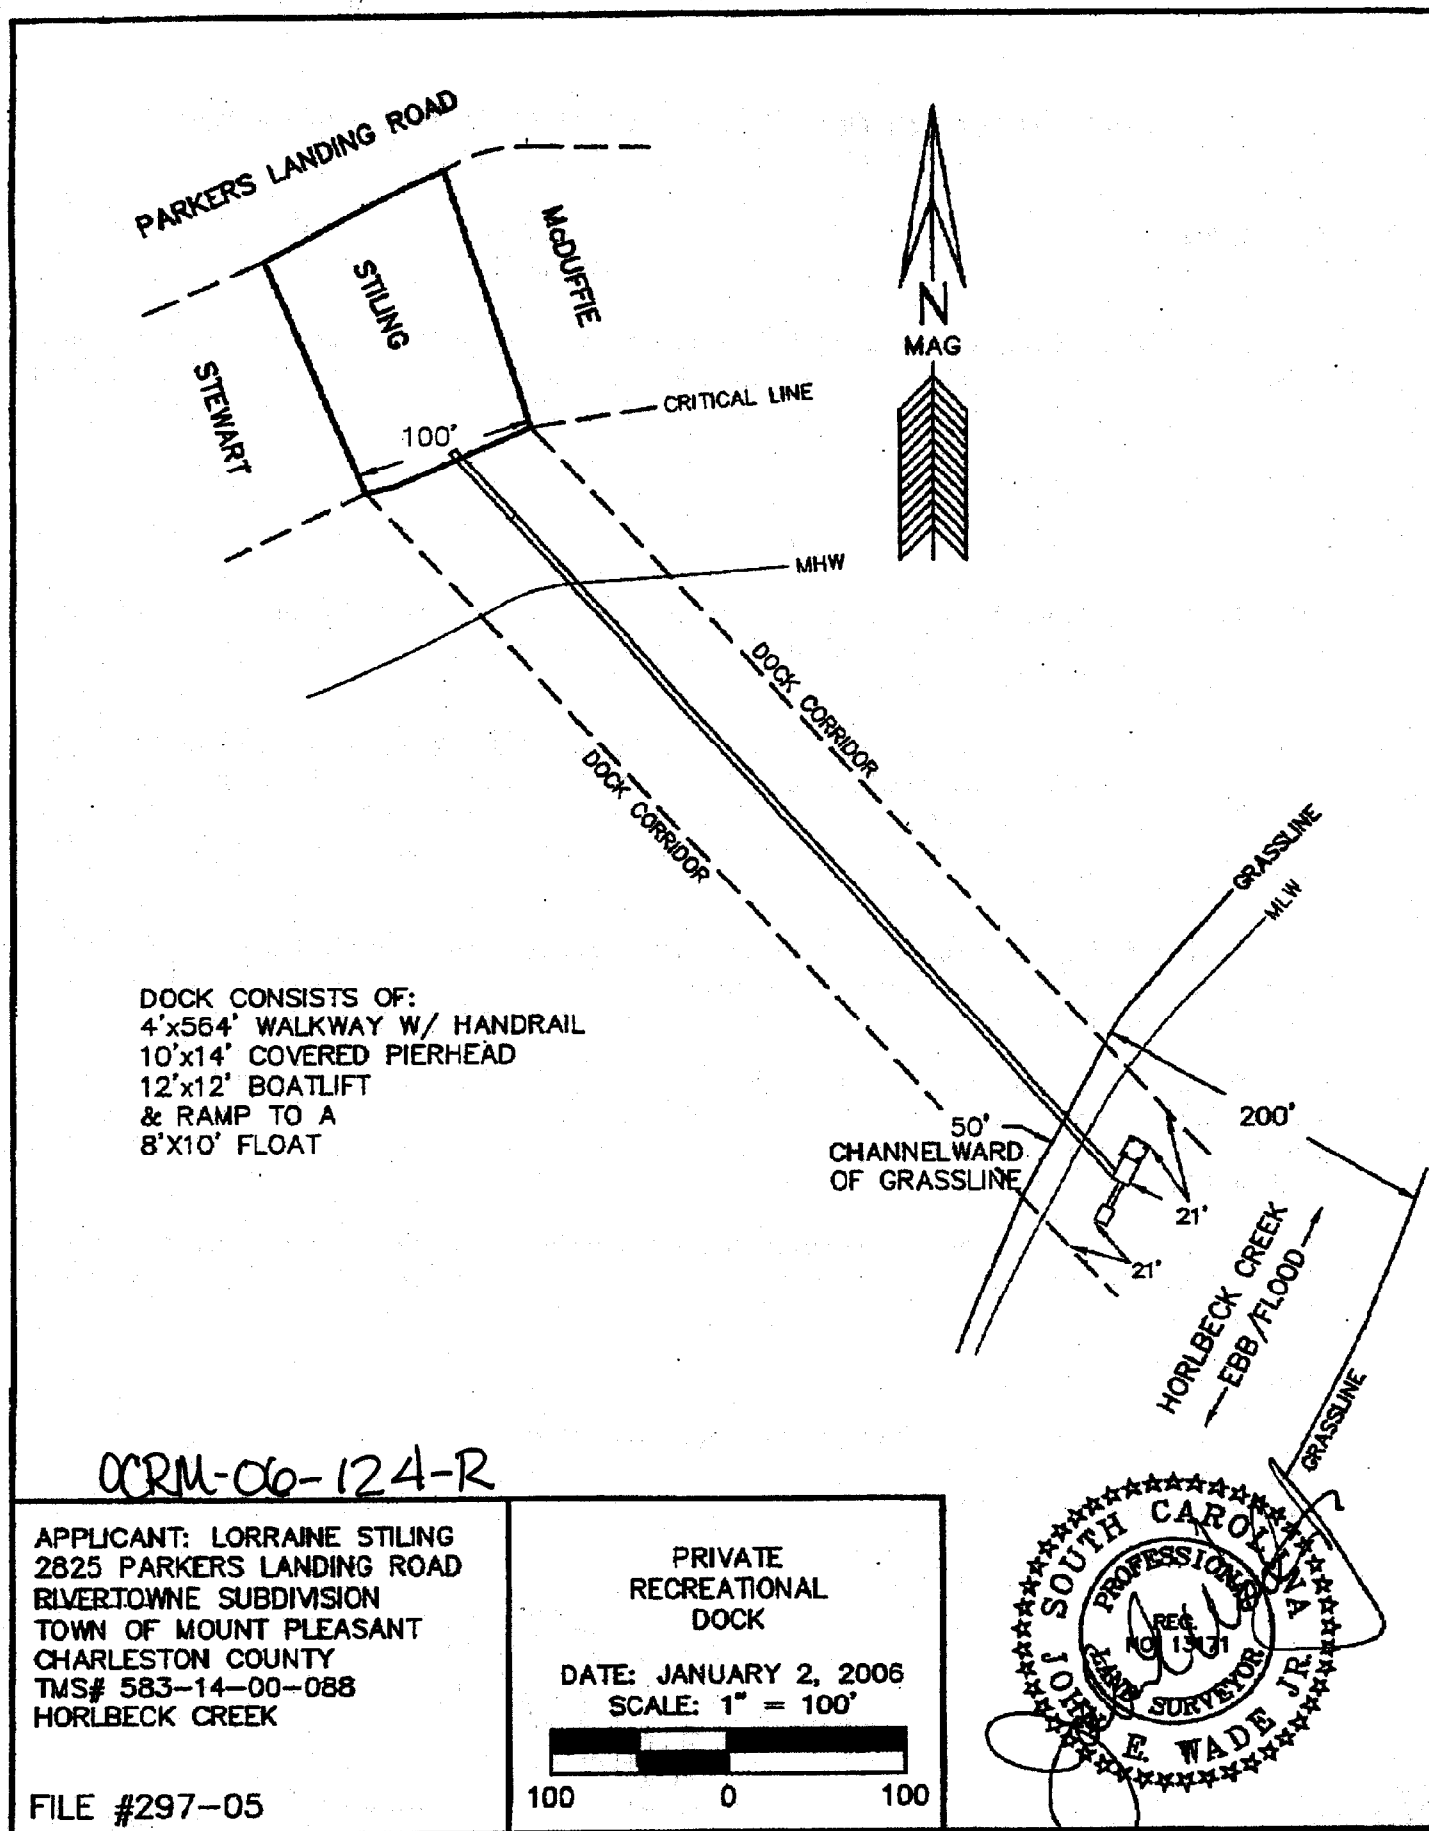 PARKERS LANDING ROAD
McDUFFIE
STILING
STEWART
N
MAG
CRITICAL LINE
100'
MHW
DOCK CORRIDOR
DOCK CORRIDOR
GRASSLINE
MLW
DOCK CONSISTS OF:
4'x564' WALKWAY W/ HANDRAIL
10'x14' COVERED PIERHEAD
12'x12' BOATLIFT
& RAMP TO A
8'X10' FLOAT
50'
CHANNELWARD
OF GRASSLINE
200'
21'
21'
HORLBECK CREEK
EBB/FLOOD
GRASSLINE
OCRM-06-124-R
APPLICANT: LORRAINE STILING
2825 PARKERS LANDING ROAD
RIVERTOWNE SUBDIVISION
TOWN OF MOUNT PLEASANT
CHARLESTON COUNTY
TMS# 583-14-00-088
HORLBECK CREEK
FILE #297-05
PRIVATE
RECREATIONAL
DOCK
DATE: JANUARY 2, 2006
SCALE: 1" = 100'
100 0 100
SOUTH CAROLINA
PROFESSIONAL
REG.
NO. 13171
LAND SURVEYOR
JOHN E. WADE JR.